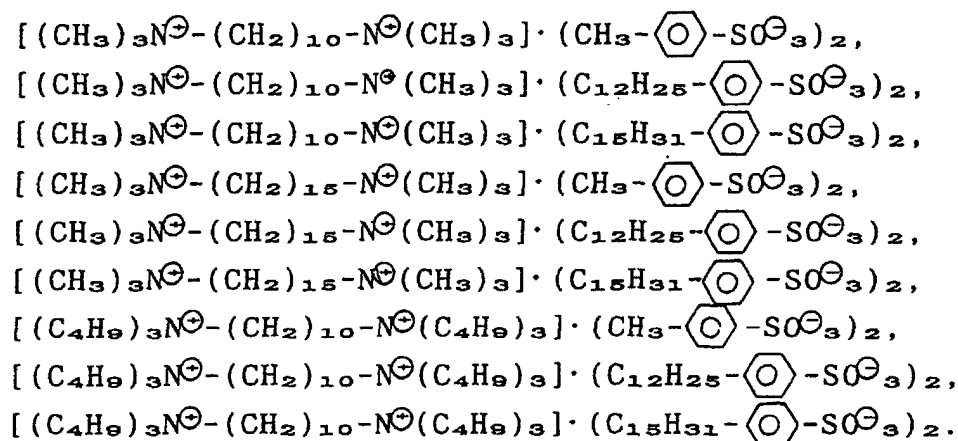 [(CH₃)₃N⊕-(CH₂)₁₀-N⊕(CH₃)₃]·(CH₃-⌬-SO⊖₃)₂,
[(CH₃)₃N⊕-(CH₂)₁₀-N⊕(CH₃)₃]·(C₁₂H₂₅-⌬-SO⊖₃)₂,
[(CH₃)₃N⊕-(CH₂)₁₀-N⊕(CH₃)₃]·(C₁₅H₃₁-⌬-SO⊖₃)₂,
[(CH₃)₃N⊕-(CH₂)₁₅-N⊕(CH₃)₃]·(CH₃-⌬-SO⊖₃)₂,
[(CH₃)₃N⊕-(CH₂)₁₅-N⊕(CH₃)₃]·(C₁₂H₂₅-⌬-SO⊖₃)₂,
[(CH₃)₃N⊕-(CH₂)₁₅-N⊕(CH₃)₃]·(C₁₅H₃₁-⌬-SO⊖₃)₂,
[(C₄H₉)₃N⊕-(CH₂)₁₀-N⊕(C₄H₉)₃]·(CH₃-⌬-SO⊖₃)₂,
[(C₄H₉)₃N⊕-(CH₂)₁₀-N⊕(C₄H₉)₃]·(C₁₂H₂₅-⌬-SO⊖₃)₂,
[(C₄H₉)₃N⊕-(CH₂)₁₀-N⊕(C₄H₉)₃]·(C₁₅H₃₁-⌬-SO⊖₃)₂.